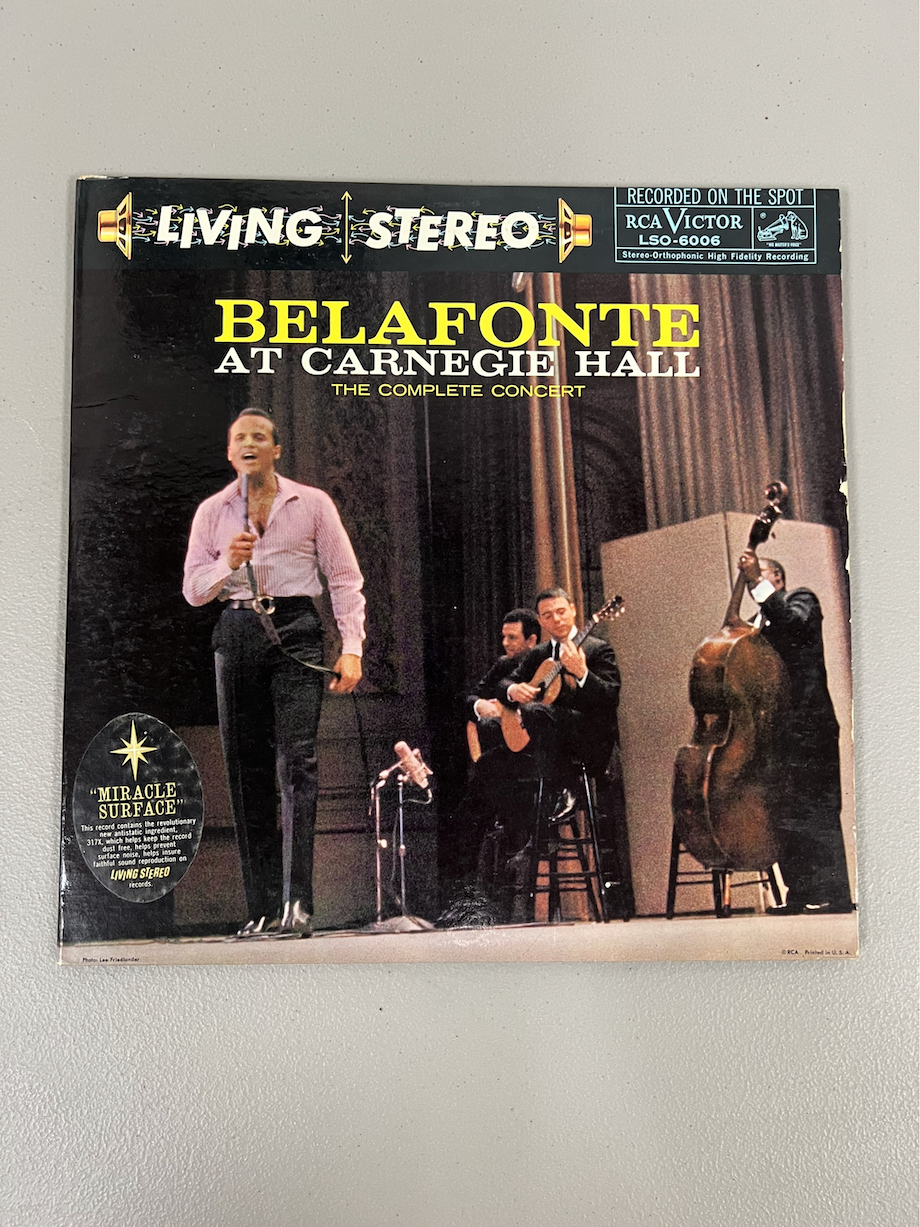 LIVING STEREO
RECORDED ON THE SPOT
RCA VICTOR
LSO-6006
"HIS MASTER'S VOICE"
Stereo-Orthophonic High Fidelity Recording
BELAFONTE
AT CARNEGIE HALL
THE COMPLETE CONCERT
"MIRACLE
SURFACE"
This record contains the revolutionary
new antistatic ingredient,
317X, which helps keep the record
dust free, helps prevent
surface noise, helps insure
faithful sound reproduction on
LIVING STEREO
records.
Photo: Lee Friedlander
© RCA Printed in U. S. A.